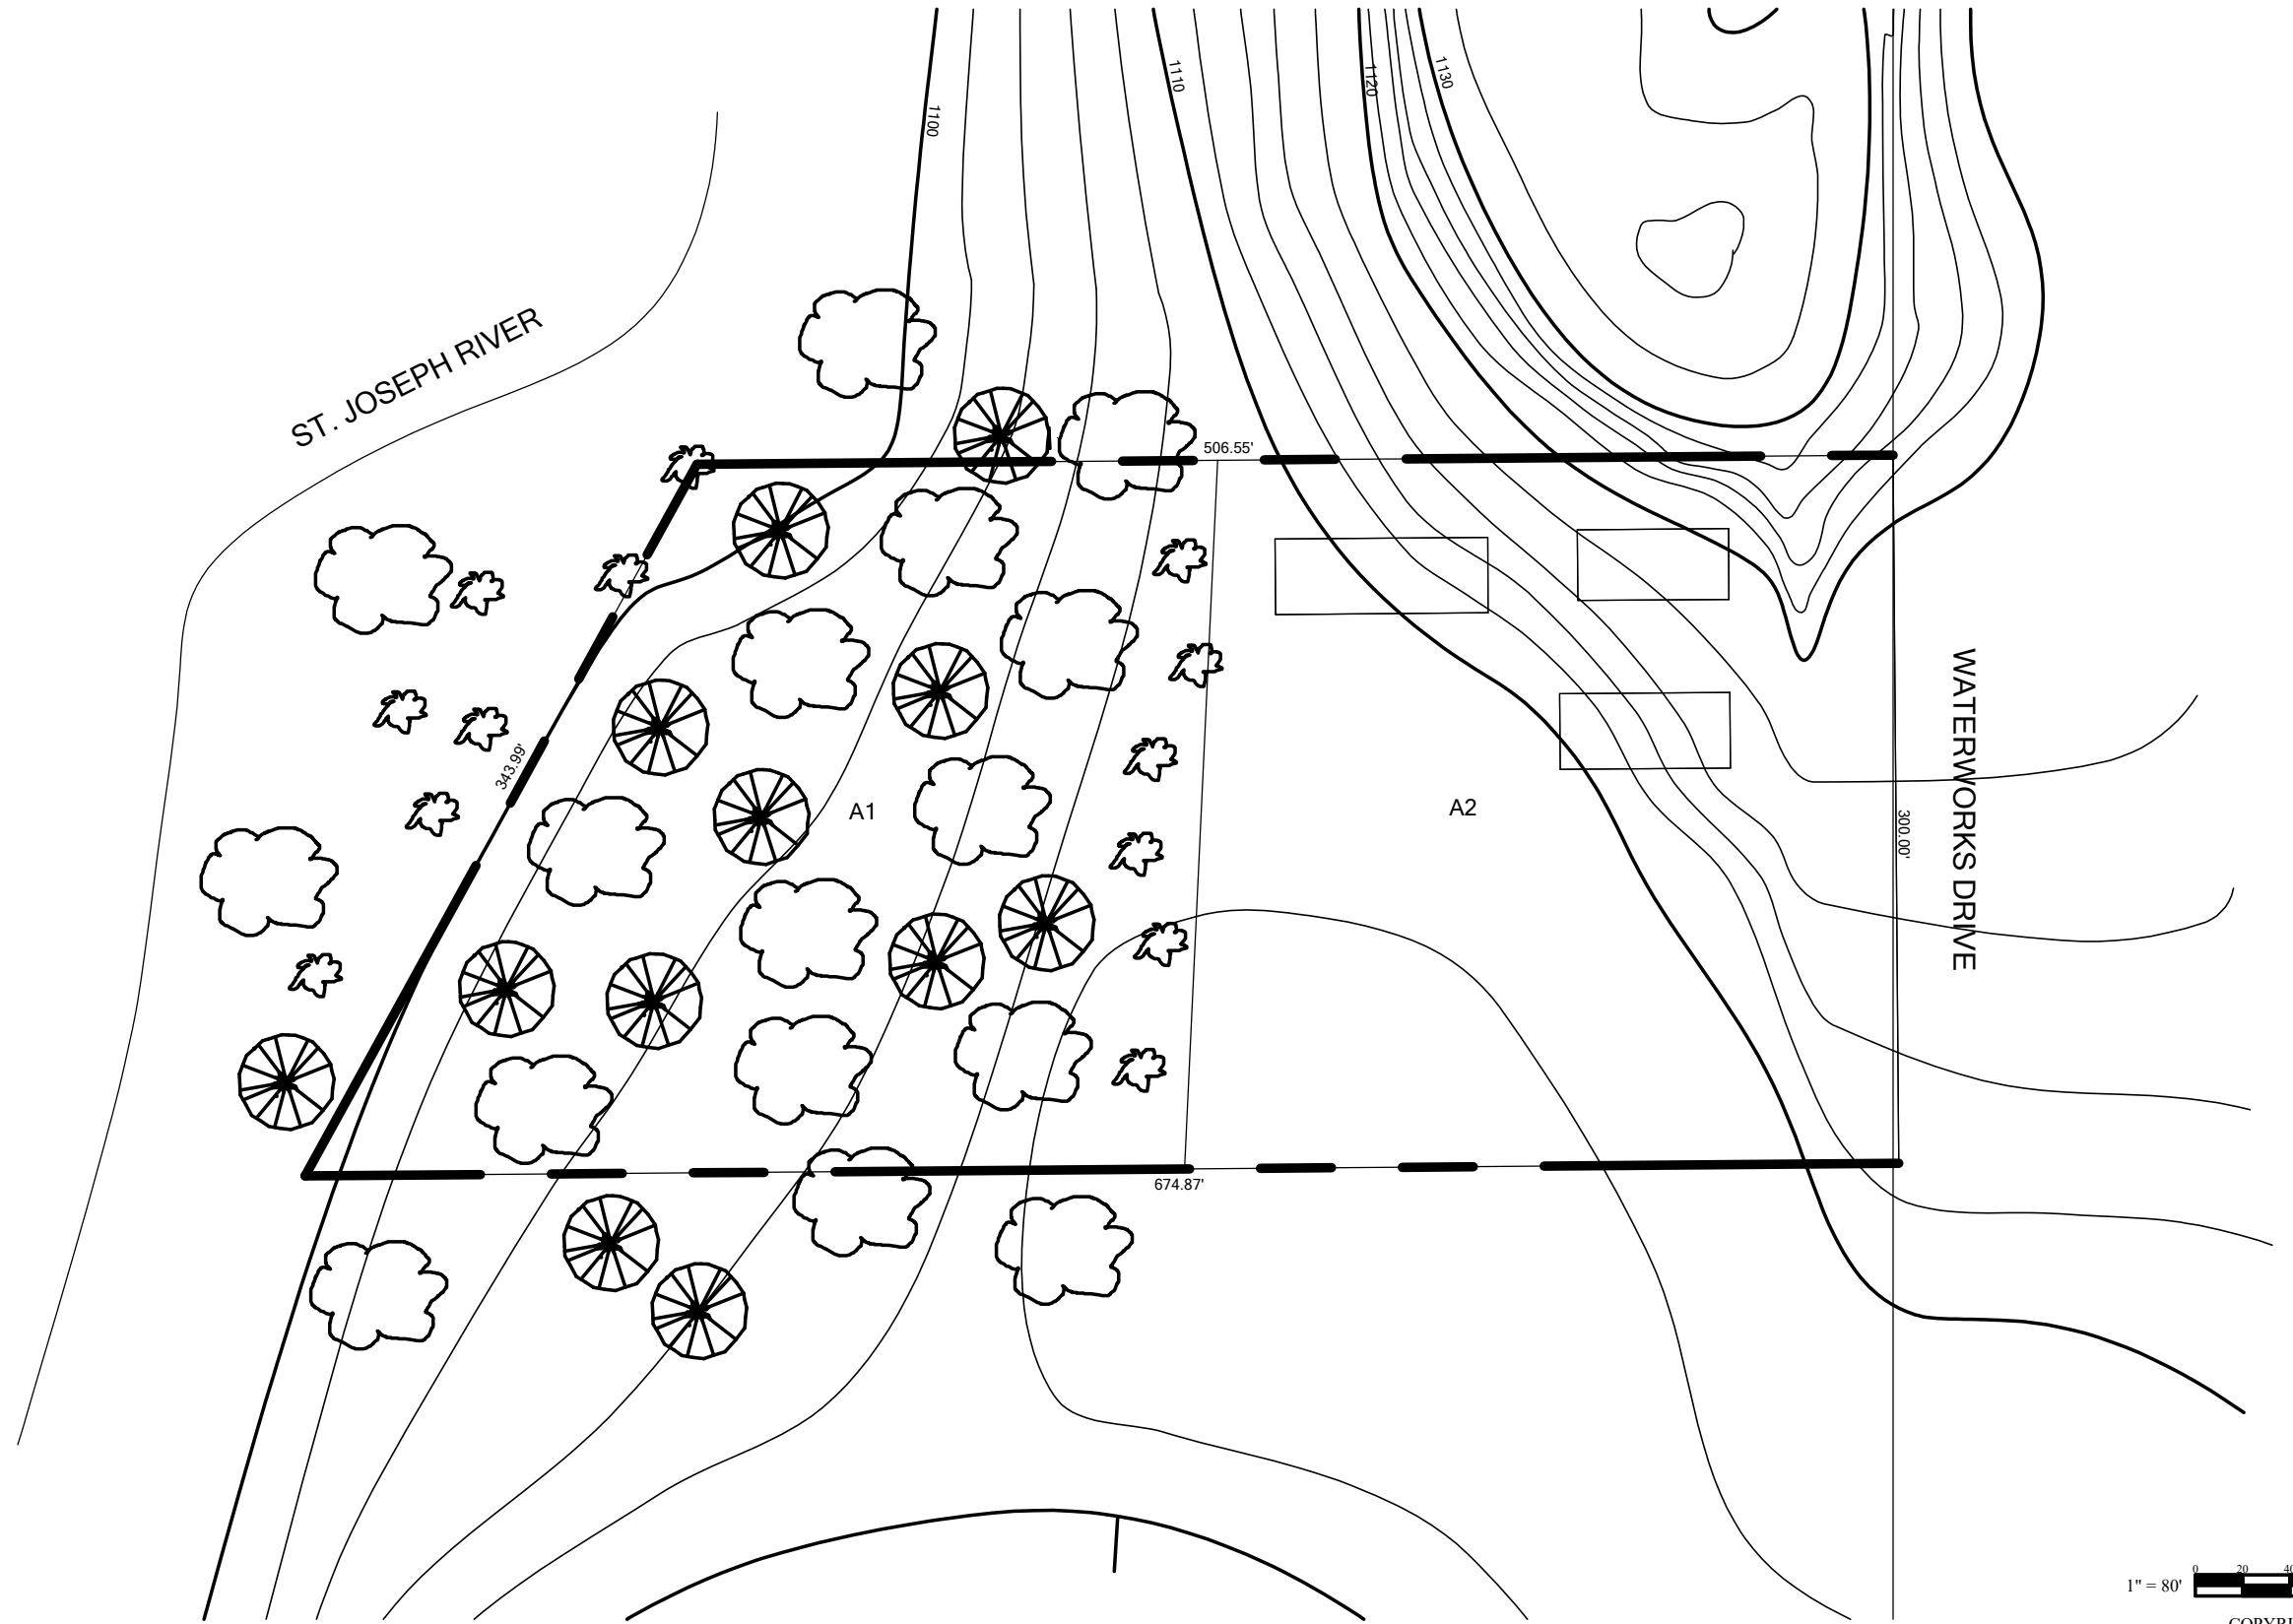 1100
1110
1120
1130
ST. JOSEPH RIVER
506.55'
343.99'
A1
A2
300.00'
WATERWORKS DRIVE
674.87'
0 20
1" = 80'